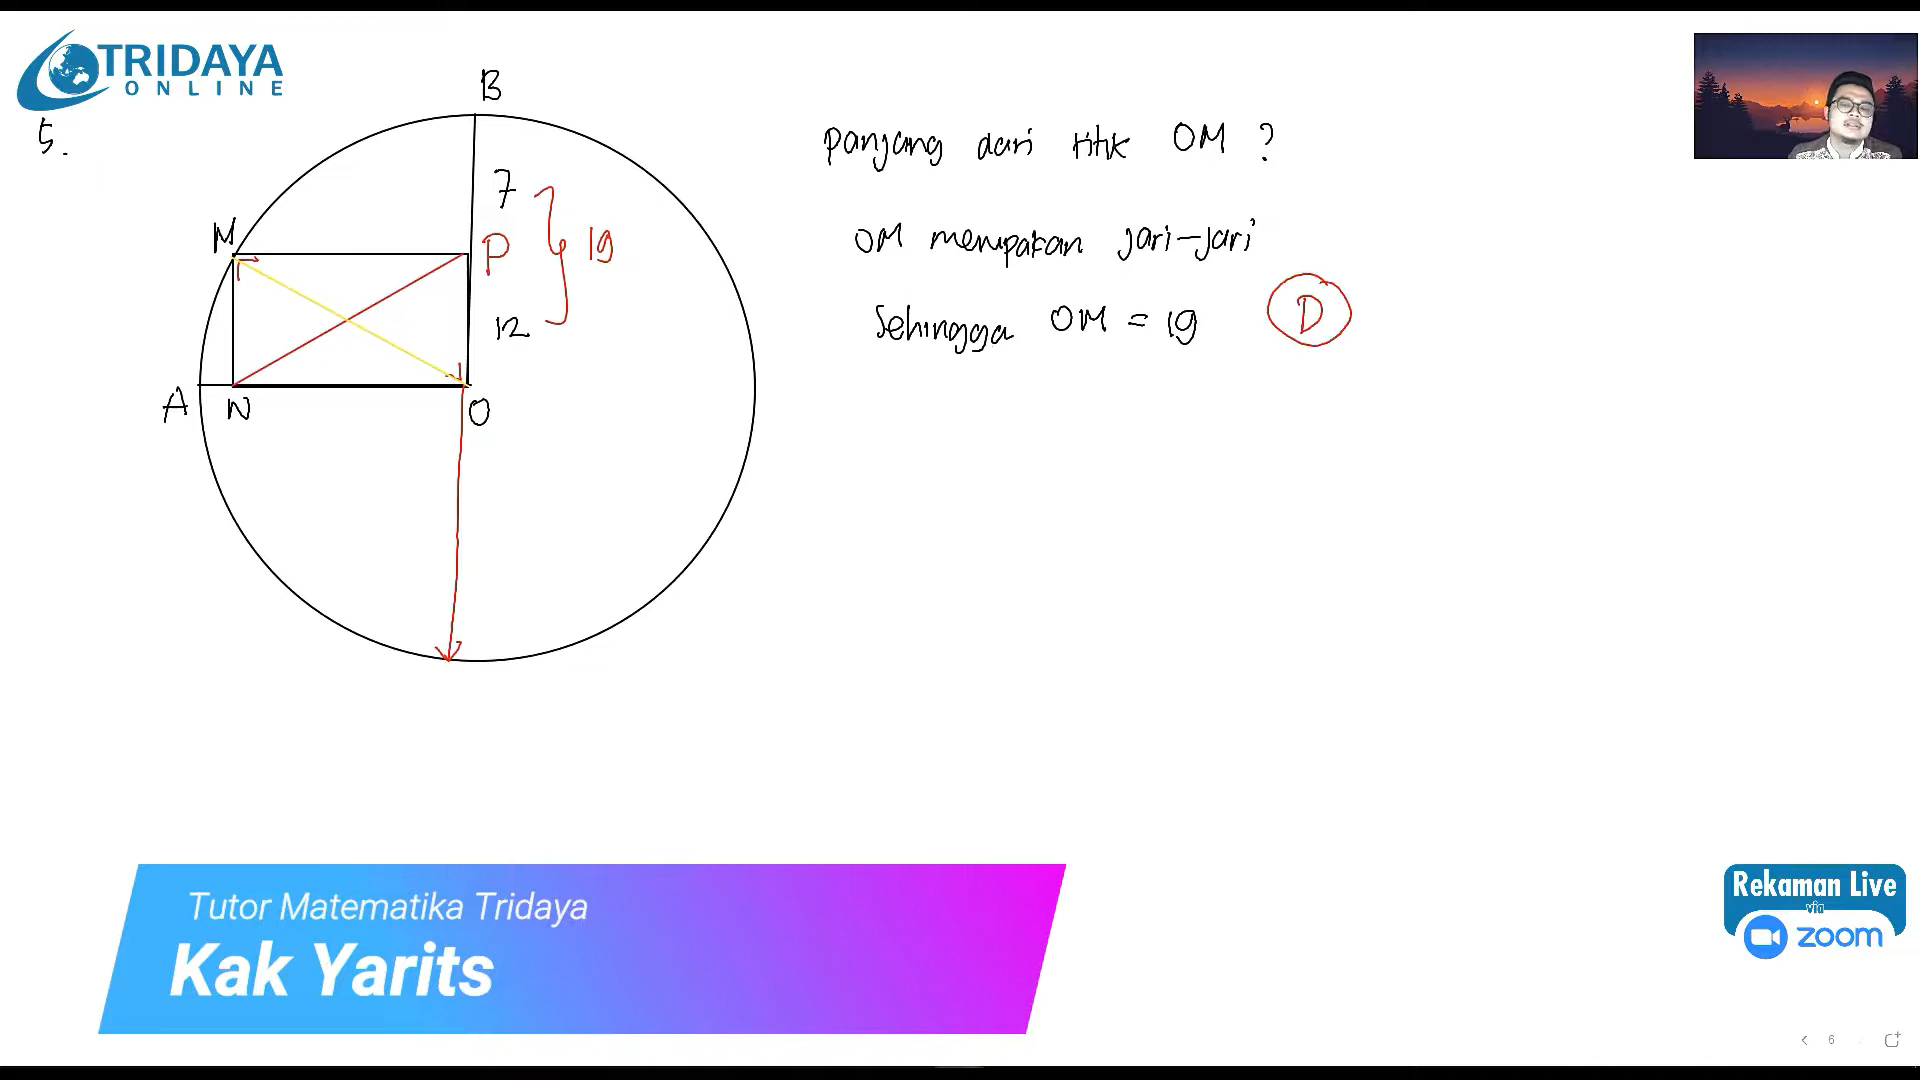 TRIDAYA
ONLINE
5.
B
7
M
P
19
12
A
N
O
Panjang dari titik OM ?
OM merupakan jari-jari
Sehingga OM = 19
D
Tutor Matematika Tridaya
Kak Yarits
Rekaman Live
via
zoom
< 6